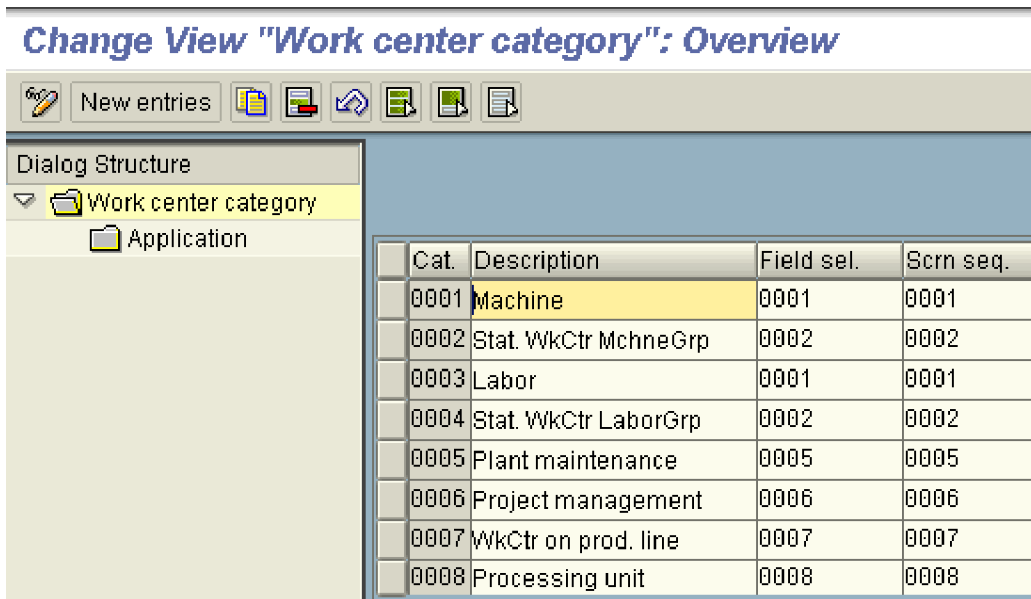 Change View "Work center category": Overview
New entries
Dialog Structure
Work center category
Application
Cat. Description Field sel. Scrn seq.
0001 Machine 0001 0001
0002 Stat. WkCtr MchneGrp 0002 0002
0003 Labor 0001 0001
0004 Stat. WkCtr LaborGrp 0002 0002
0005 Plant maintenance 0005 0005
0006 Project management 0006 0006
0007 WkCtr on prod. line 0007 0007
0008 Processing unit 0008 0008